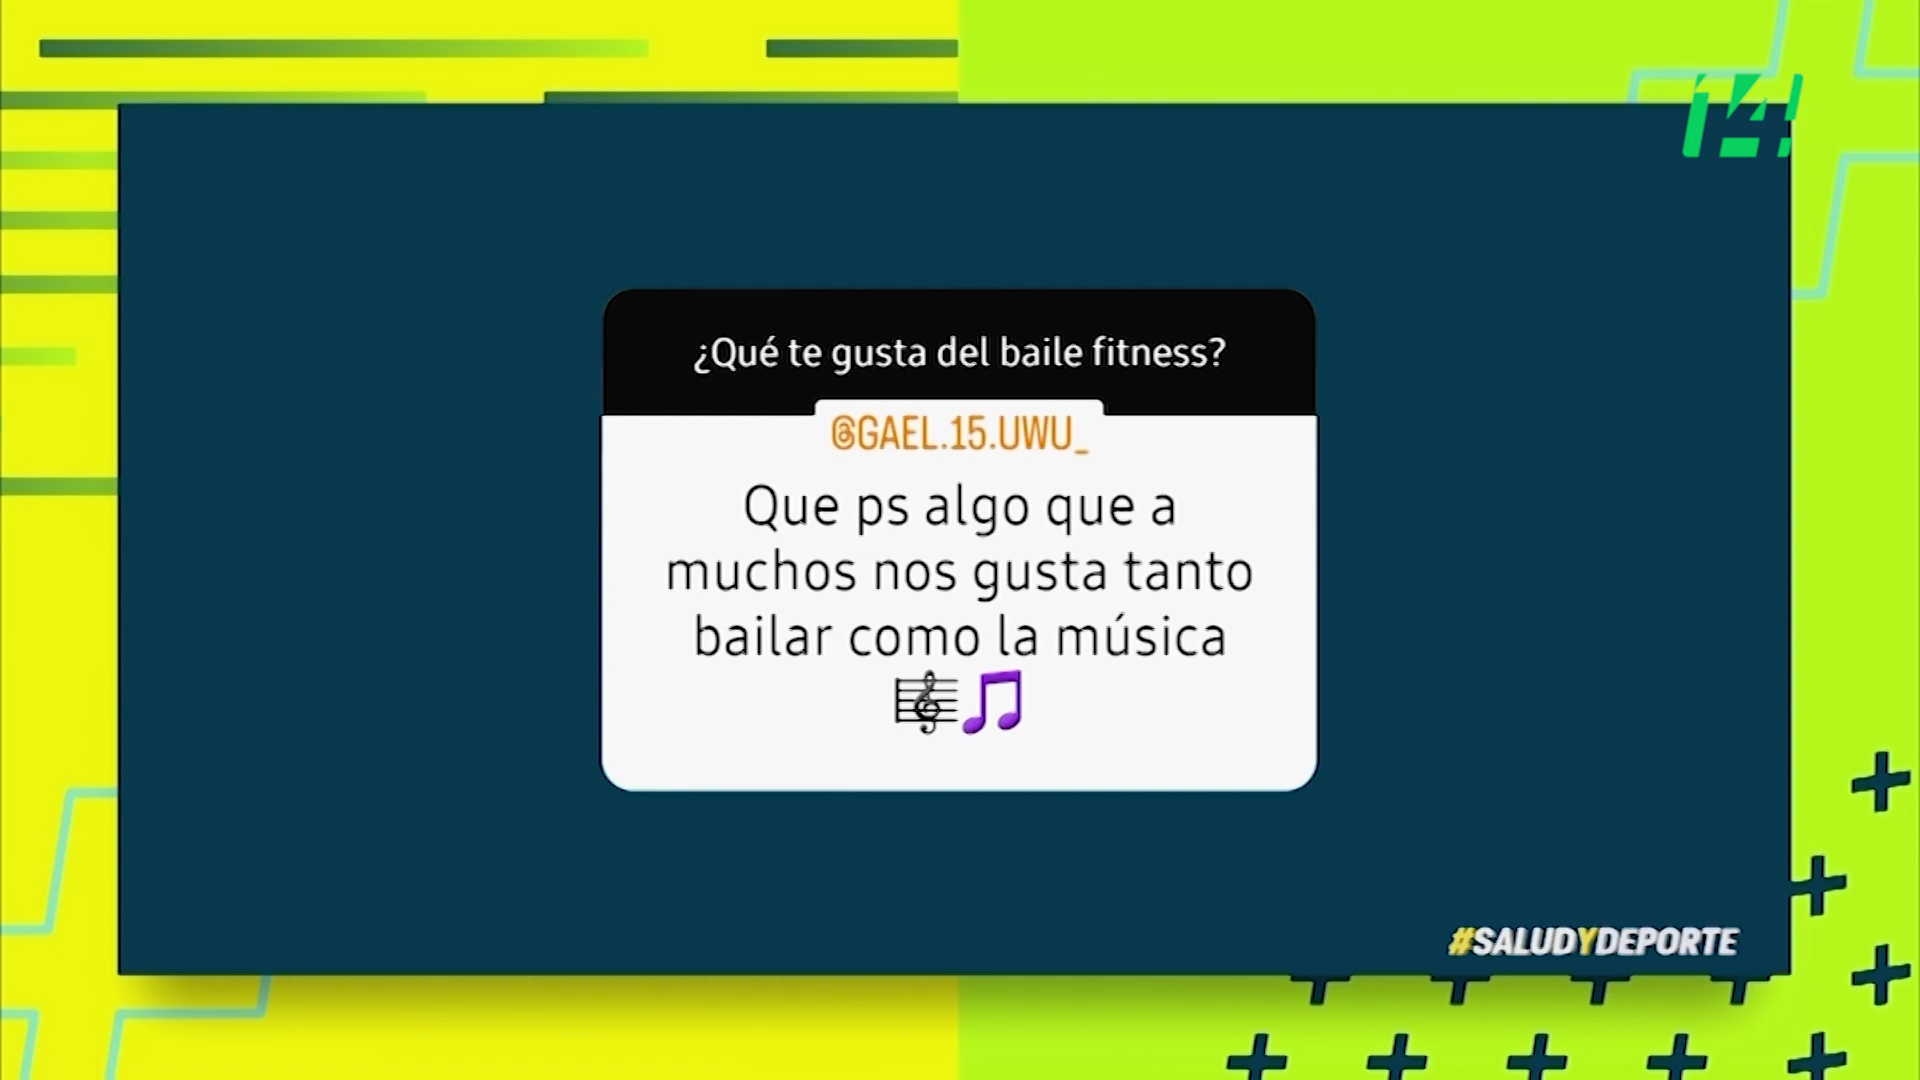 14!
¿Qué te gusta del baile fitness?
@GAEL.15.UWU_
Que ps algo que a
muchos nos gusta tanto
bailar como la música
🎼🎵
#SALUDYDEPORTE